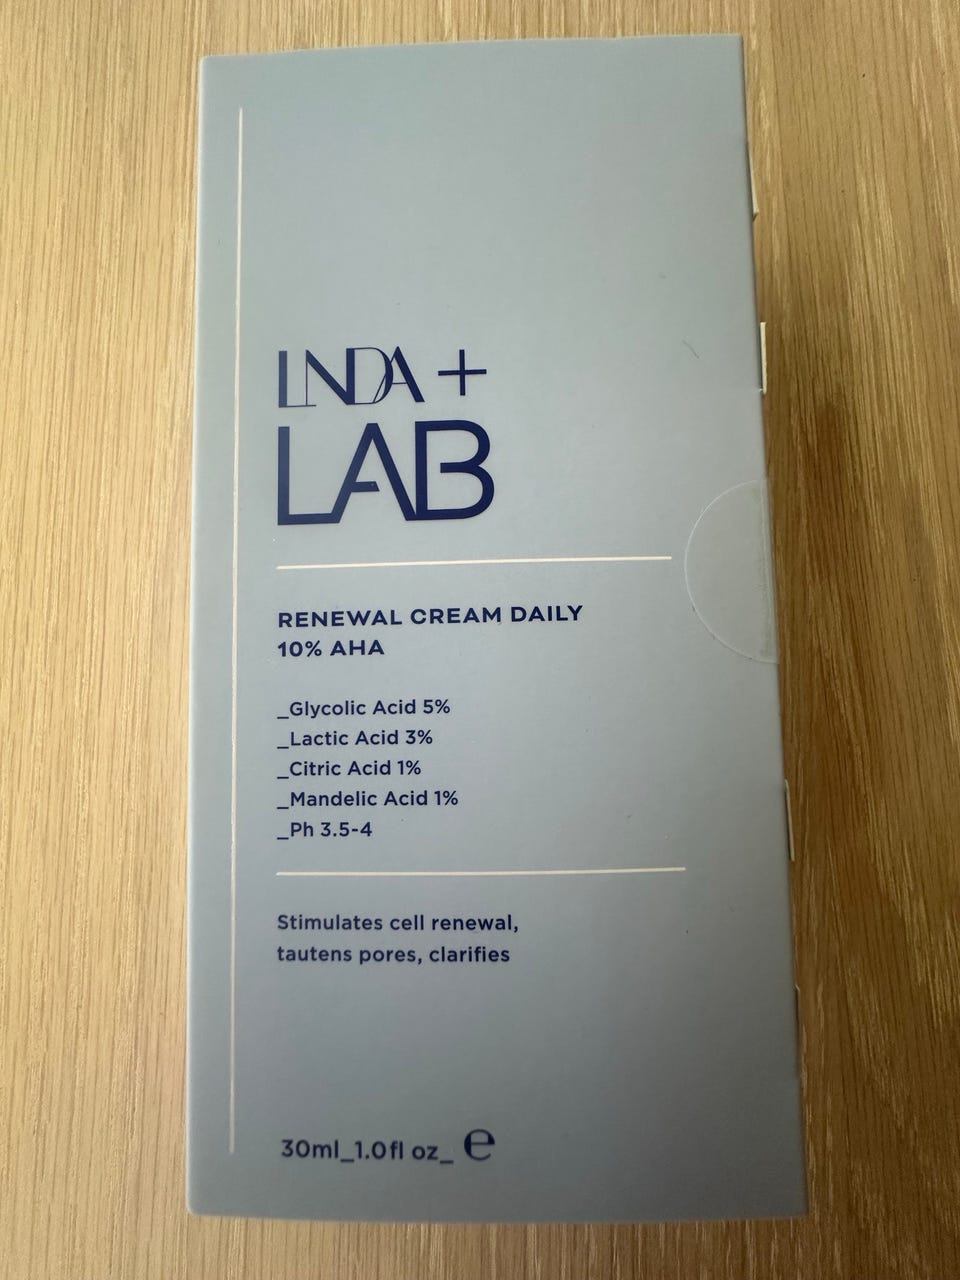 LINDA +
LAB
RENEWAL CREAM DAILY
10% AHA
_Glycolic Acid 5%
_Lactic Acid 3%
_Citric Acid 1%
_Mandelic Acid 1%
_Ph 3.5-4
Stimulates cell renewal,
tautens pores, clarifies
30ml_1.0fl oz_ ℮